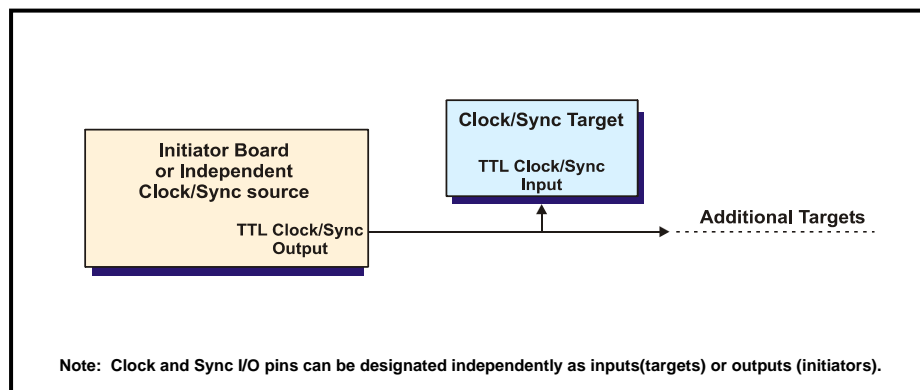 Initiator Board
or Independent
Clock/Sync source
TTL Clock/Sync
Output
Clock/Sync Target
TTL Clock/Sync
Input
Additional Targets
Note:  Clock and Sync I/O pins can be designated independently as inputs(targets) or outputs (initiators).